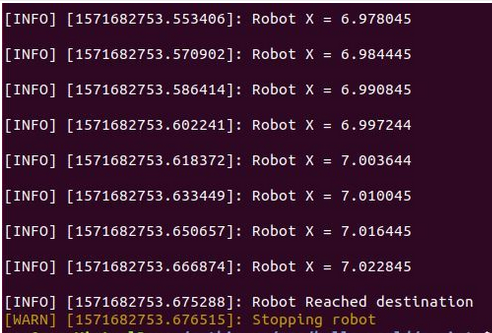 [INFO] [1571682753.553406]: Robot X = 6.978045
[INFO] [1571682753.570902]: Robot X = 6.984445
[INFO] [1571682753.586414]: Robot X = 6.990845
[INFO] [1571682753.602241]: Robot X = 6.997244
[INFO] [1571682753.618372]: Robot X = 7.003644
[INFO] [1571682753.633449]: Robot X = 7.010045
[INFO] [1571682753.650657]: Robot X = 7.016445
[INFO] [1571682753.666874]: Robot X = 7.022845
[INFO] [1571682753.675288]: Robot Reached destination
[WARN] [1571682753.676515]: Stopping robot